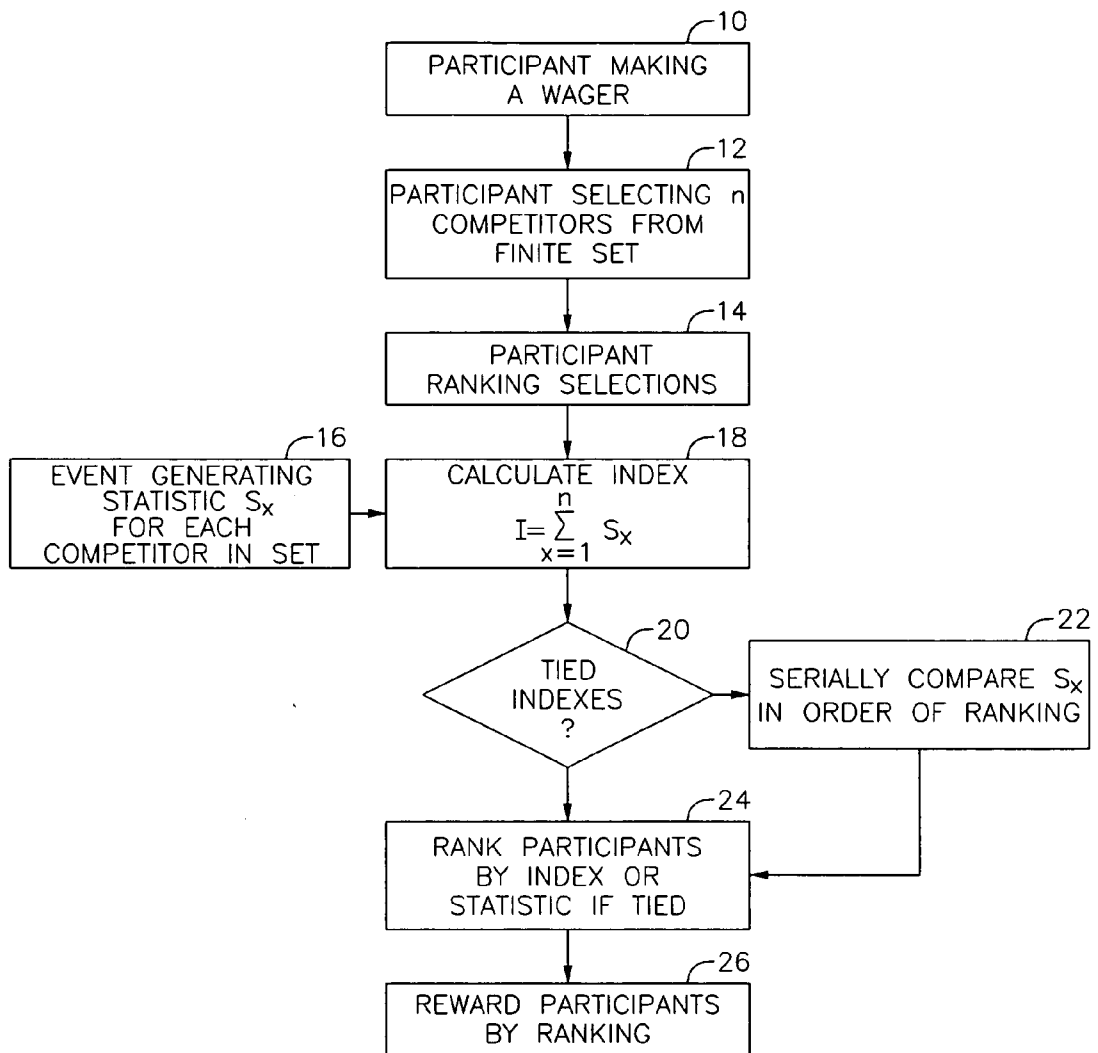 10
PARTICIPANT MAKING
A WAGER
12
PARTICIPANT SELECTING n
COMPETITORS FROM
FINITE SET
14
PARTICIPANT
RANKING SELECTIONS
16
EVENT GENERATING
STATISTIC Sx
FOR EACH
COMPETITOR IN SET
18
CALCULATE INDEX
n
I=∑ Sx
x=1
20
TIED
INDEXES
?
22
SERIALLY COMPARE Sx
IN ORDER OF RANKING
24
RANK PARTICIPANTS
BY INDEX OR
STATISTIC IF TIED
26
REWARD PARTICIPANTS
BY RANKING